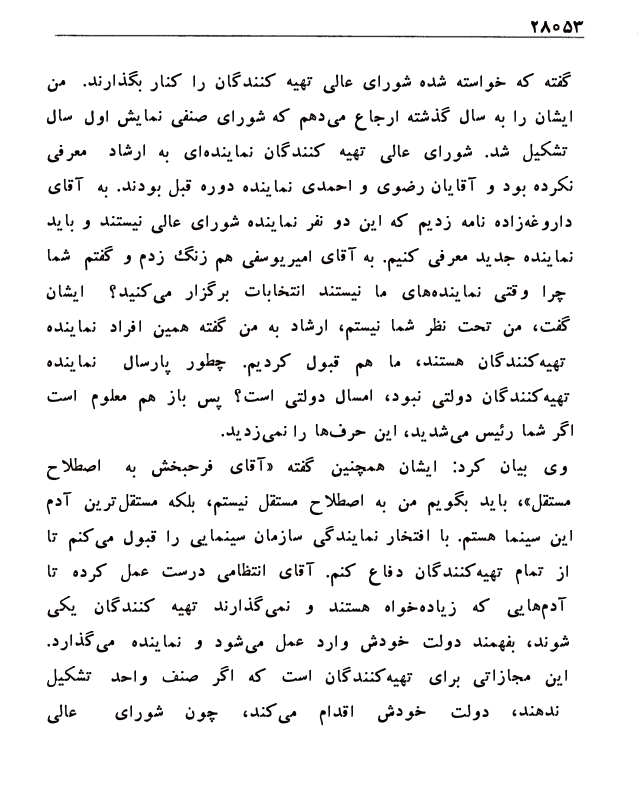 ۲۸۰۵۳
گفته که خواسته شده شورای عالی تهیه کنندگان را کنار بگذارند. من
ایشان را به سال گذشته ارجاع می‌دهم که شورای صنفی نمایش اول سال
تشکیل شد. شورای عالی تهیه کنندگان نماینده‌ای به ارشاد معرفی
نکرده بود و آقایان رضوی و احمدی نماینده دوره قبل بودند. به آقای
داروغه‌زاده نامه زدیم که این دو نفر نماینده شورای عالی نیستند و باید
نماینده جدید معرفی کنیم. به آقای امیریوسفی هم زنگ زدم و گفتم شما
چرا وقتی نماینده‌های ما نیستند انتخابات برگزار می‌کنید؟ ایشان
گفت، من تحت نظر شما نیستم، ارشاد به من گفته همین افراد نماینده
تهیه‌کنندگان هستند، ما هم قبول کردیم. چطور پارسال نماینده
تهیه‌کنندگان دولتی نبود، امسال دولتی است؟ پس باز هم معلوم است
اگر شما رئیس می‌شدید، این حرف‌ها را نمی‌زدید.
وی بیان کرد: ایشان همچنین گفته «آقای فرحبخش به اصطلاح
مستقل»، باید بگویم من به اصطلاح مستقل نیستم، بلکه مستقل‌ترین آدم
این سینما هستم. با افتخار نمایندگی سازمان سینمایی را قبول می‌کنم تا
از تمام تهیه‌کنندگان دفاع کنم. آقای انتظامی درست عمل کرده تا
آدم‌هایی که زیاده‌خواه هستند و نمی‌گذارند تهیه کنندگان یکی
شوند، بفهمند دولت خودش وارد عمل می‌شود و نماینده می‌گذارد.
این مجازاتی برای تهیه‌کنندگان است که اگر صنف واحد تشکیل
ندهند، دولت خودش اقدام می‌کند، چون شورای عالی